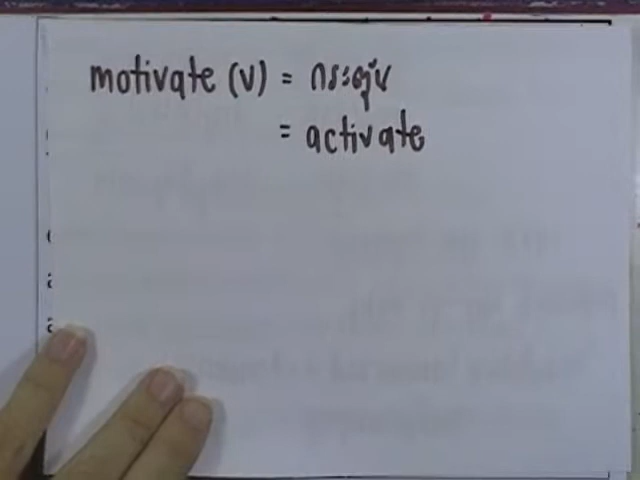 motivate (v) = กระตุ้น
= activate